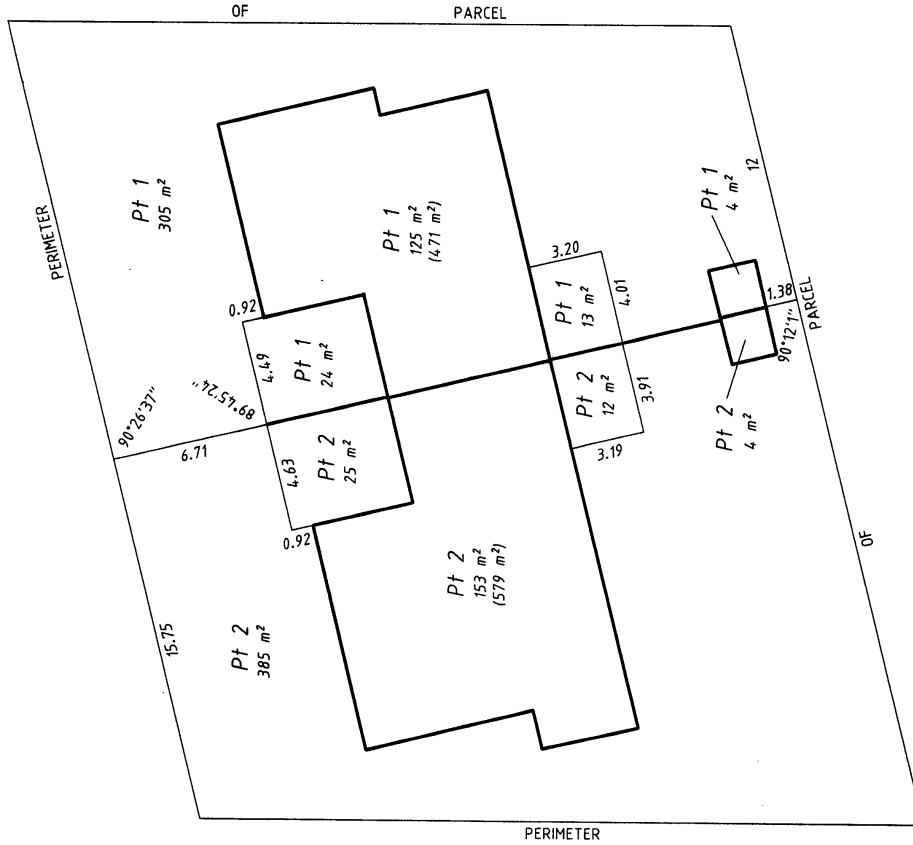 OF
PARCEL
PERIMETER
Pt 1
305 m²
Pt 1
125 m²
(471 m²)
12
Pt 1
4 m²
3.20
Pt 1
13 m²
4.01
0.92
4.49
Pt 1
24 m²
1.38
PARCEL
90°12'1"
89°45'24"
90°26'37"
6.71
4.63
Pt 2
25 m²
0.92
Pt 2
12 m²
3.91
3.19
Pt 2
4 m²
Pt 2
153 m²
(579 m²)
OF
15.75
Pt 2
385 m²
PERIMETER